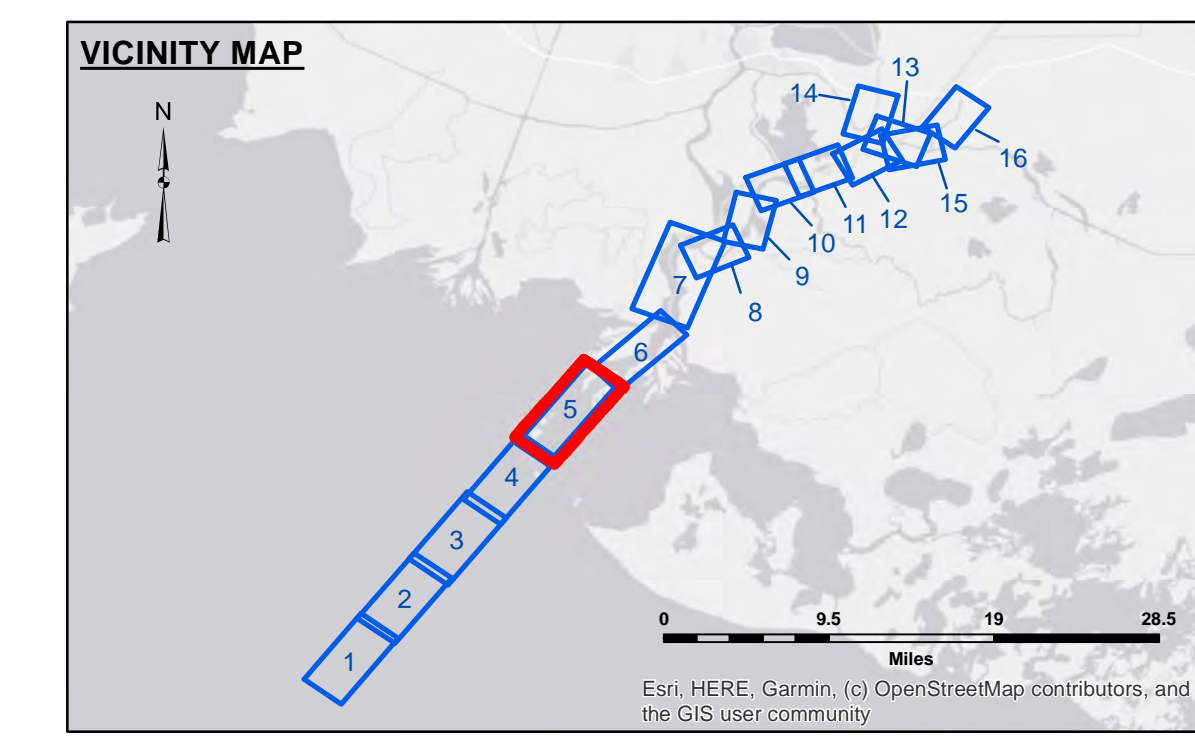 VICINITY MAP
N
13
14
16
15
12
11
10
9
8
7
6
5
4
3
2
1
0 9.5 19 28.5
Miles
Esri, HERE, Garmin, (c) OpenStreetMap contributors, and
the GIS user community